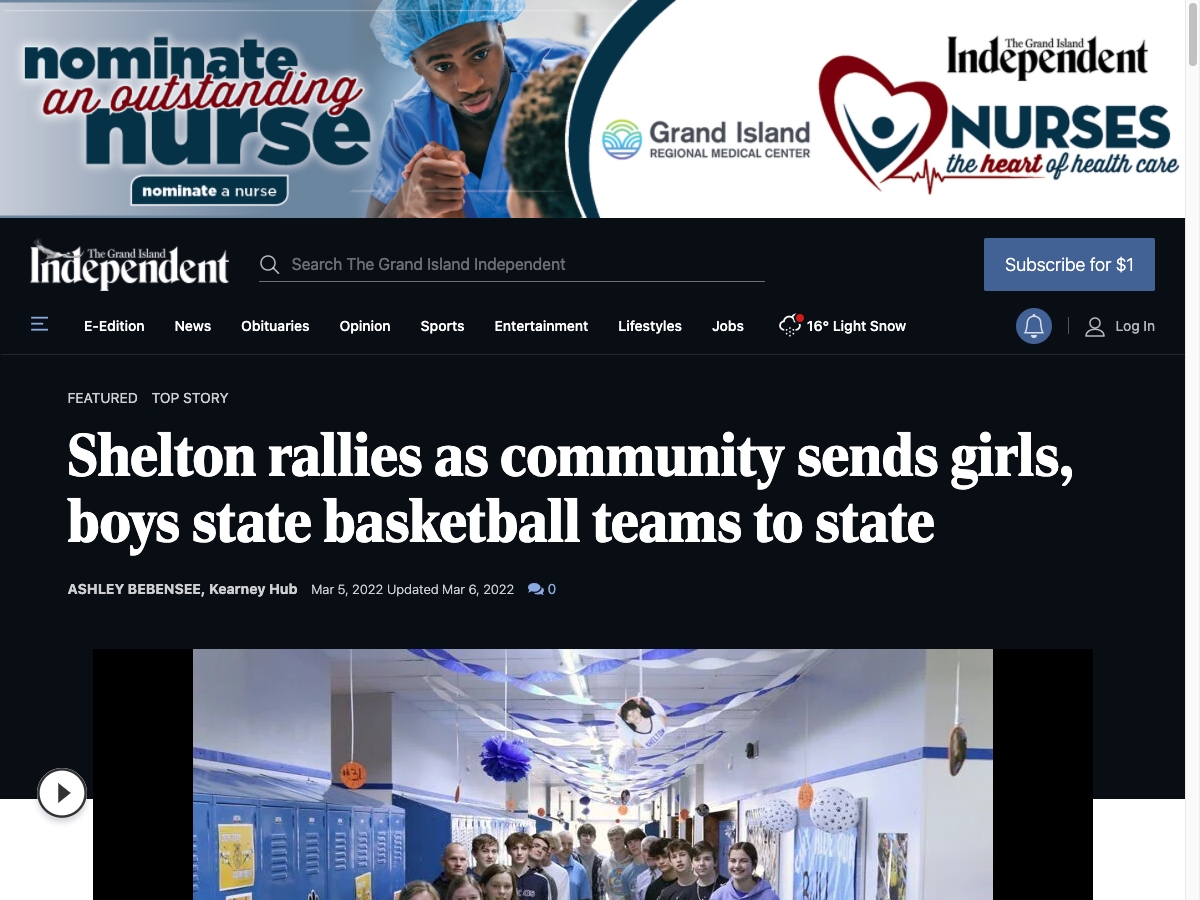 nominate
an outstanding
nurse
nominate a nurse
Grand Island
REGIONAL MEDICAL CENTER
The Grand Island
Independent
NURSES
the heart of health care
The Grand Island
Independent
Search The Grand Island Independent
Subscribe for $1
E-Edition
News
Obituaries
Opinion
Sports
Entertainment
Lifestyles
Jobs
16° Light Snow
Log In
FEATURED TOP STORY
Shelton rallies as community sends girls,
boys state basketball teams to state
ASHLEY BEBENSEE, Kearney Hub Mar 5, 2022 Updated Mar 6, 2022 0
SHELTON
#21